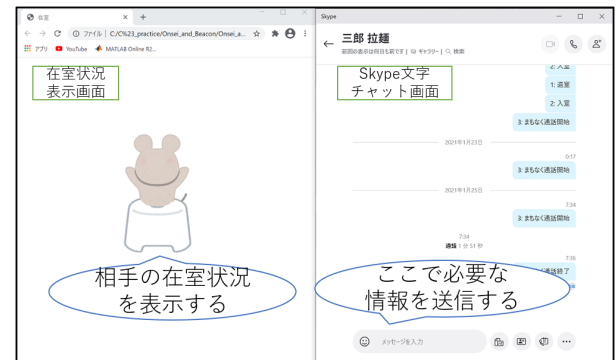 在室
ファイル | C:/C%23_practice/Onsei_and_Beacon/Onsei_a...
アプリ YouTube MATLAB Online R2...
在室状況
表示画面
相手の在室状況
を表示する
Skype
三郎 拉麺
前回の表示は何日も前です | ギャラリー | 検索
Skype文字
チャット画面
2: 入室
1: 退室
2: 入室
3: まもなく通話開始
2021年1月23日
0:17
3: まもなく通話開始
2021年1月25日
7:34
3: まもなく通話開始
7:34
通話 1 分 51 秒
7:36
通話終了
ここで必要な
情報を送信する
メッセージを入力